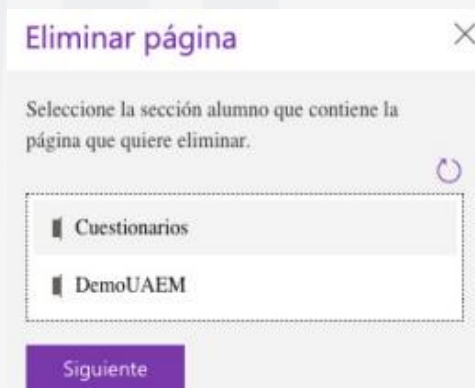 Eliminar página
Seleccione la sección alumno que contiene la
página que quiere eliminar.
Cuestionarios
DemoUAEM
Siguiente